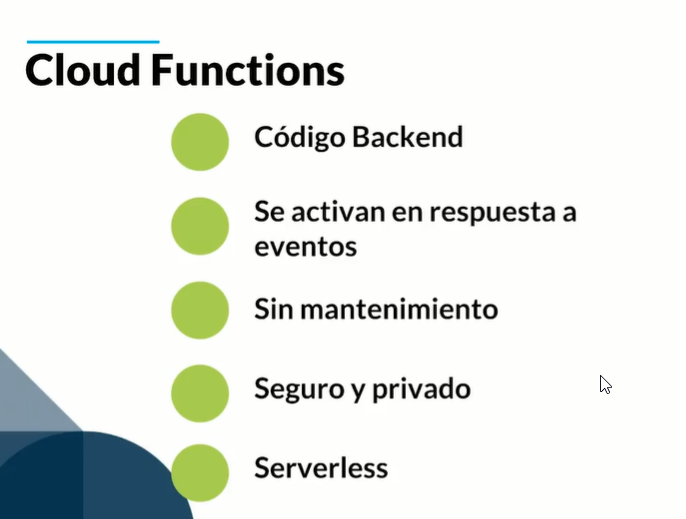 Cloud Functions
Código Backend
Se activan en respuesta a
eventos
Sin mantenimiento
Seguro y privado
Serverless